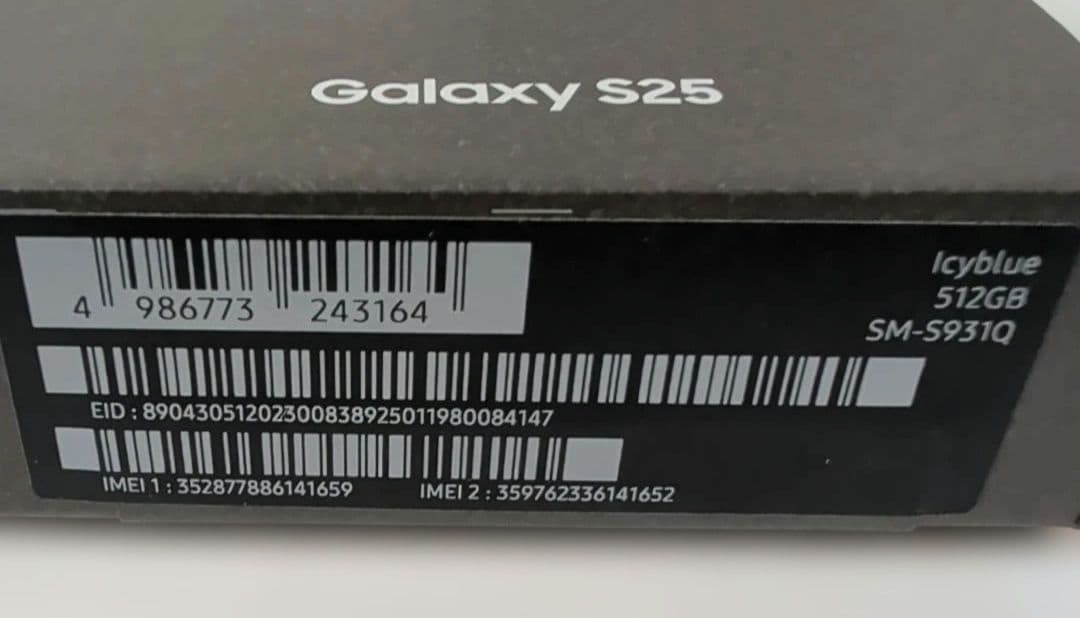 Galaxy S25
Icyblue
512GB
SM-S931Q
4 986773 243164
EID : 89043051202300838925011980084147
IMEI 1 : 352877886141659 IMEI 2 : 359762336141652